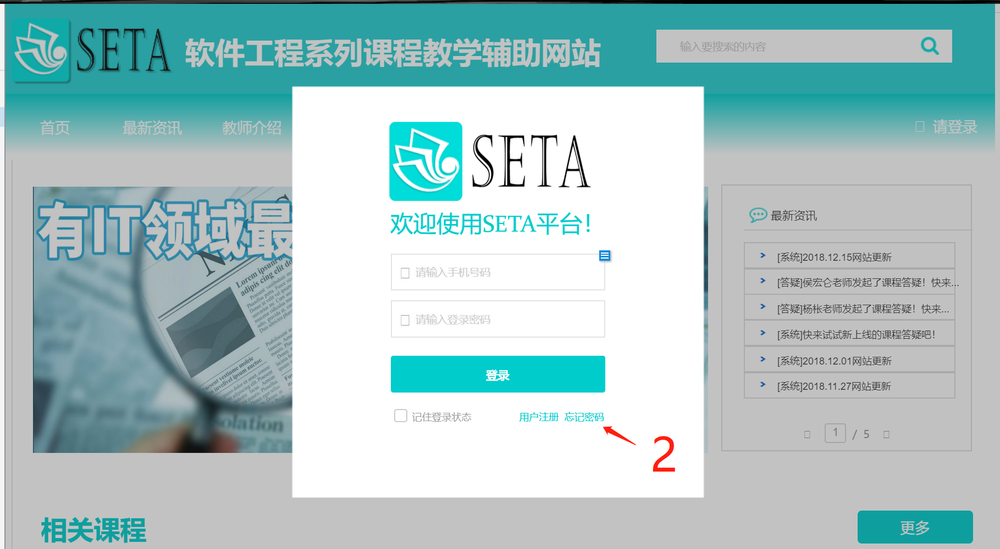 SETA
软件工程系列课程教学辅助网站
输入要搜索的内容
首页
最新资讯
教师介绍
请登录
SETA
欢迎使用SETA平台!
请输入手机号码
请输入登录密码
登录
记住登录状态
用户注册 忘记密码
2
有IT领域最
Lorem ipsum
adipis cing elit
solation
最新资讯
[系统]2018.12.15网站更新
[答疑]侯宏仑老师发起了课程答疑！快来...
[答疑]杨枨老师发起了课程答疑！快来...
[系统]快来试试新上线的课程答疑吧！
[系统]2018.12.01网站更新
[系统]2018.11.27网站更新
1 / 5
相关课程
更多